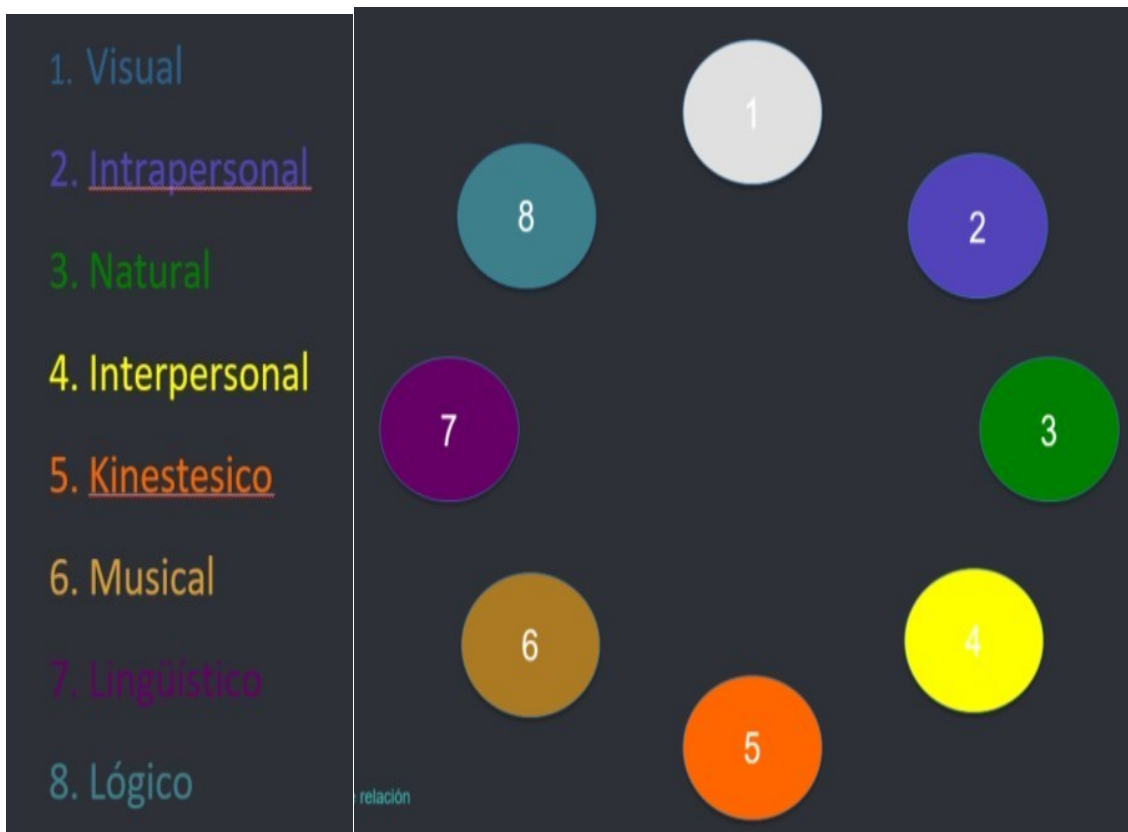 1. Visual
2. Intrapersonal
3. Natural
4. Interpersonal
5. Kinestesico
6. Musical
7. Lingüístico
8. Lógico
1
2
3
4
5
6
7
8
relación